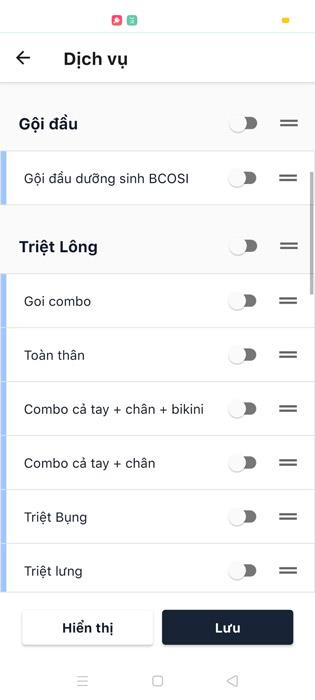 Dịch vụ
Gội đầu
Gội đầu dưỡng sinh BCOSI
Triệt Lông
Goi combo
Toàn thân
Combo cả tay + chân + bikini
Combo cả tay + chân
Triệt Bụng
Triệt lưng
Hiển thị
Lưu